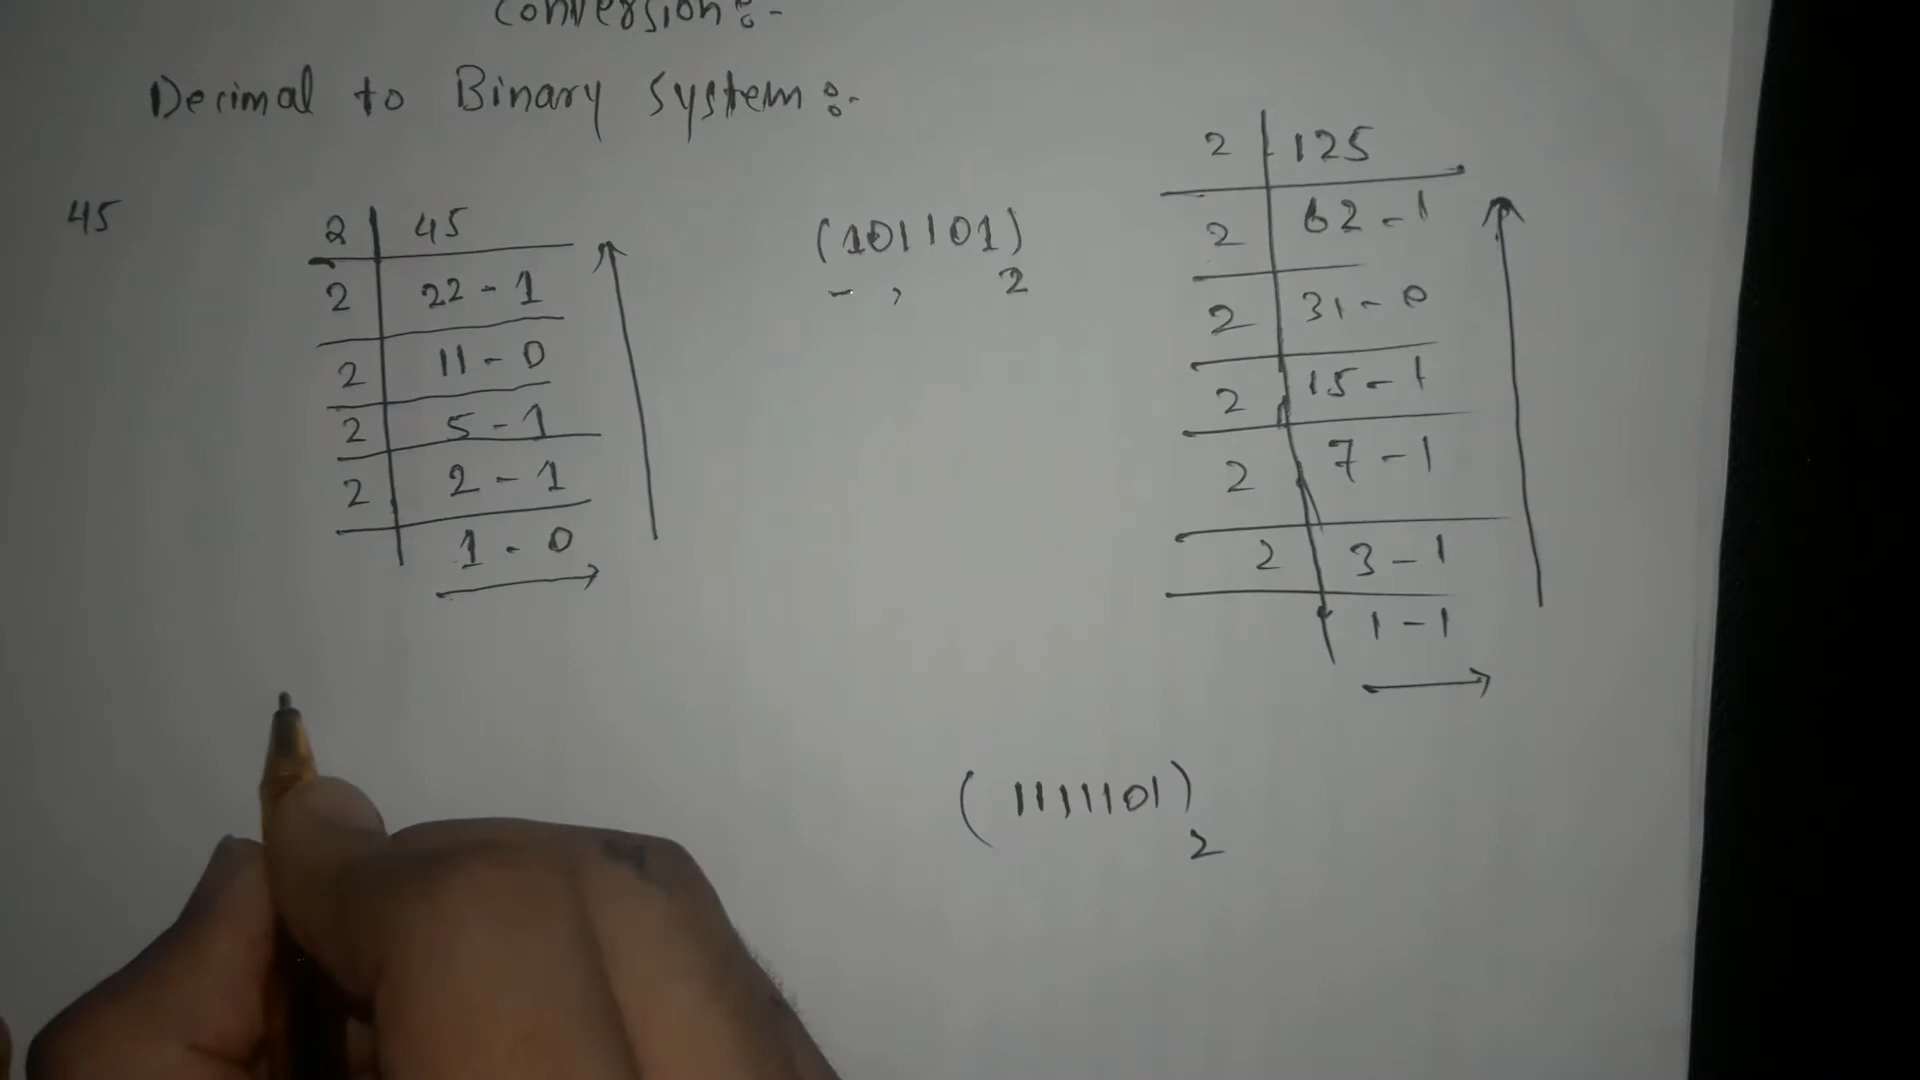 Conversion:-
Decimal to Binary System:-
45
2 | 45
2 | 22 - 1
2 | 11 - 0
2 | 5 - 1
2 | 2 - 1
1 - 0
(101101)
2
2 | 125
2 | 62 - 1
2 | 31 - 0
2 | 15 - 1
2 | 7 - 1
2 | 3 - 1
1 - 1
(1111101)
2